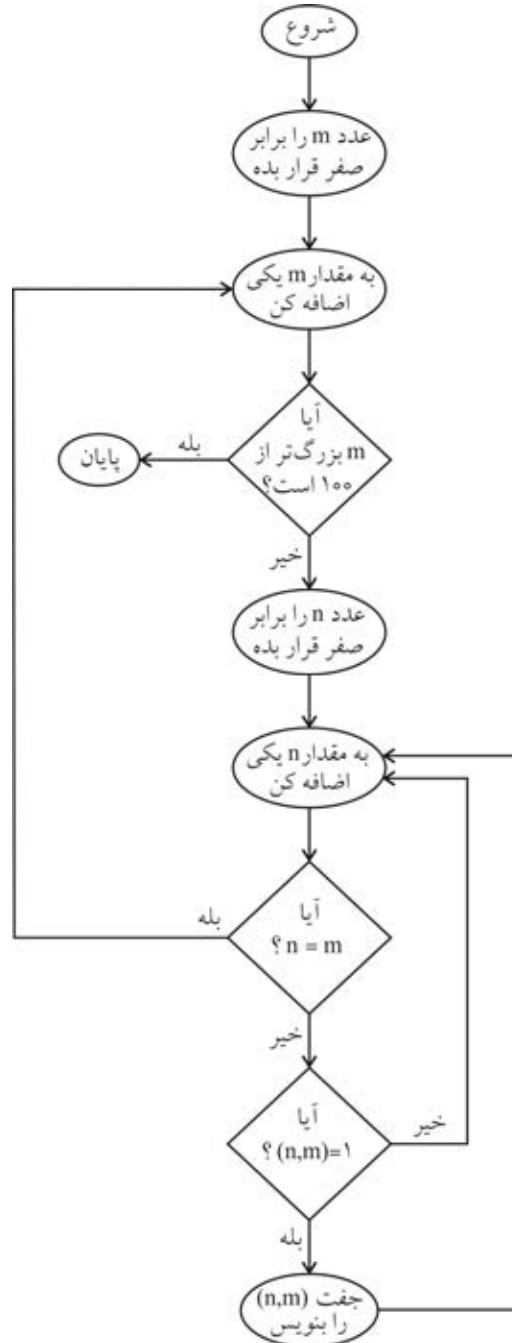 شروع
عدد m را برابر
صفر قرار بده
به مقدار m یکی
اضافه کن
آیا
m بزرگ‌تر از
۱۰۰ است؟
بله
پایان
خیر
عدد n را برابر
صفر قرار بده
به مقدار n یکی
اضافه کن
آیا
n = m ؟
بله
خیر
آیا
(n,m)=۱ ؟
خیر
بله
جفت (n,m)
را بنویس